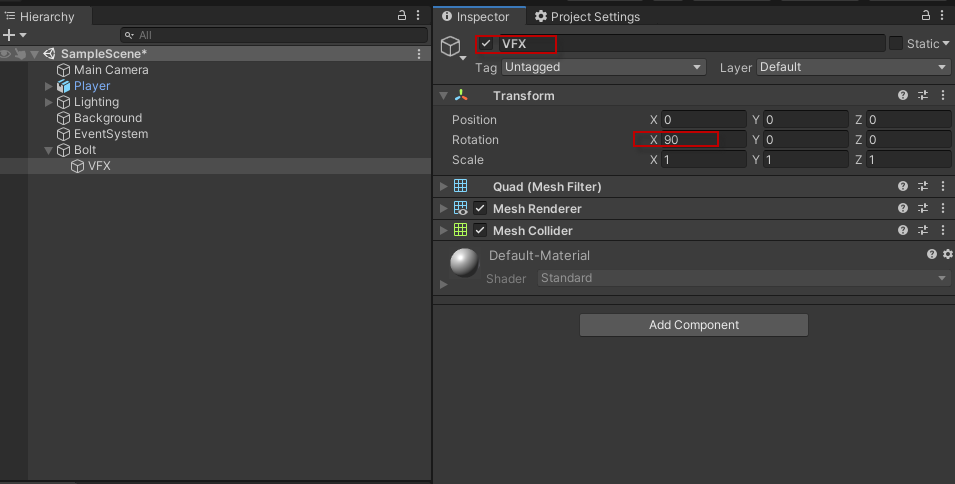 Hierarchy
All
SampleScene*
Main Camera
Player
Lighting
Background
EventSystem
Bolt
VFX
Inspector
Project Settings
VFX
Static
Tag Untagged Layer Default
Transform
Position X 0 Y 0 Z 0
Rotation X 90 Y 0 Z 0
Scale X 1 Y 1 Z 1
Quad (Mesh Filter)
Mesh Renderer
Mesh Collider
Default-Material
Shader Standard
Add Component